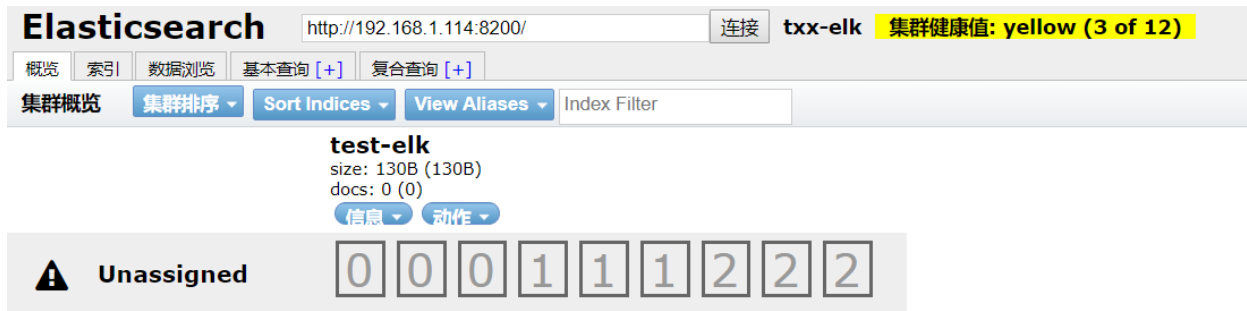 Elasticsearch http://192.168.1.114:8200/ 连接 txx-elk 集群健康值: yellow (3 of 12)
概览 索引 数据浏览 基本查询 [+] 复合查询 [+]
集群概览 集群排序 Sort Indices View Aliases Index Filter
test-elk
size: 130B (130B)
docs: 0 (0)
信息 动作
Unassigned 0 0 0 1 1 1 2 2 2